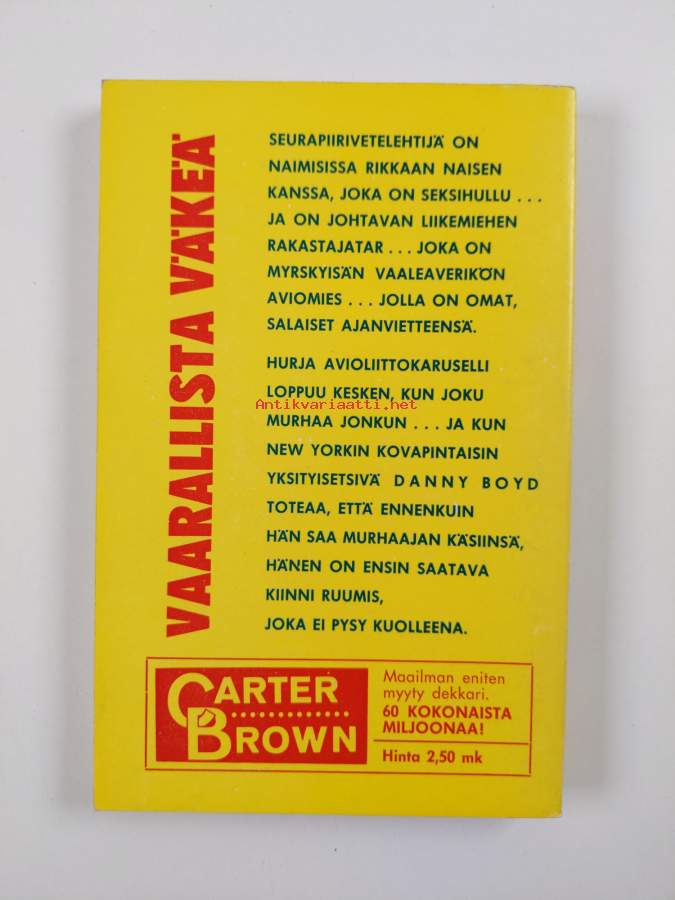 VAARALLISTA VÄKEÄ
SEURAPIIRIVETELEHTIJÄ ON
NAIMISISSA RIKKAAN NAISEN
KANSSA, JOKA ON SEKSIHULLU ...
JA ON JOHTAVAN LIIKEMIEHEN
RAKASTAJATAR ... JOKA ON
MYRSKYISÄN VAALEAVERIKÖN
AVIOMIES ... JOLLA ON OMAT,
SALAISET AJANVIETTEENSÄ.
HURJA AVIOLIITTOKARUSELLI
LOPPUU KESKEN, KUN JOKU
Antikvariaatti.net
MURHAA JONKUN ... JA KUN
NEW YORKIN KOVAPINTAISIN
YKSITYISETSIVÄ DANNY BOYD
TOTEAA, ETTÄ ENNENKUIN
HÄN SAA MURHAAJAN KÄSIINSÄ,
HÄNEN ON ENSIN SAATAVA
KIINNI RUUMIS,
JOKA EI PYSY KUOLLEENA.
CARTER
BROWN
Maailman eniten
myyty dekkari.
60 KOKONAISTA
MILJOONAA!
Hinta 2,50 mk